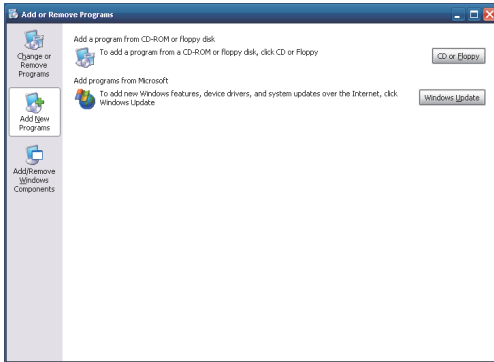 Add or Remove Programs
Change or
Remove
Programs
Add New
Programs
Add/Remove
Windows
Components
Add a program from CD-ROM or floppy disk
To add a program from a CD-ROM or floppy disk, click CD or Floppy
CD or Floppy
Add programs from Microsoft
To add new Windows features, device drivers, and system updates over the Internet, click
Windows Update
Windows Update